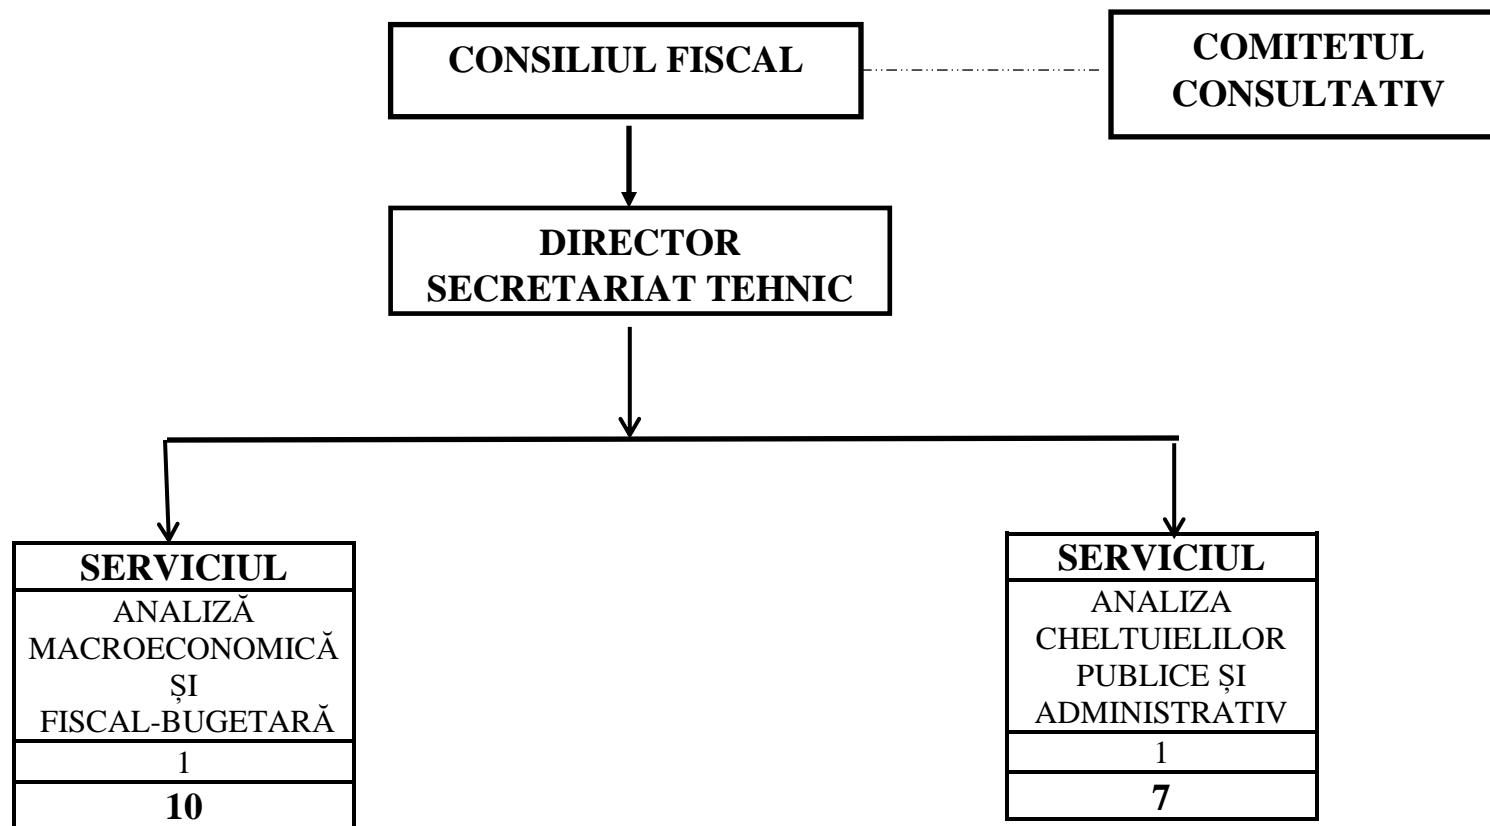 CONSILIUL FISCAL
COMITETUL
CONSULTATIV
DIRECTOR
SECRETARIAT TEHNIC
SERVICIUL
ANALIZĂ
MACROECONOMICĂ
ȘI
FISCAL-BUGETARĂ
1
10
SERVICIUL
ANALIZA
CHELTUIELILOR
PUBLICE ȘI
ADMINISTRATIV
1
7